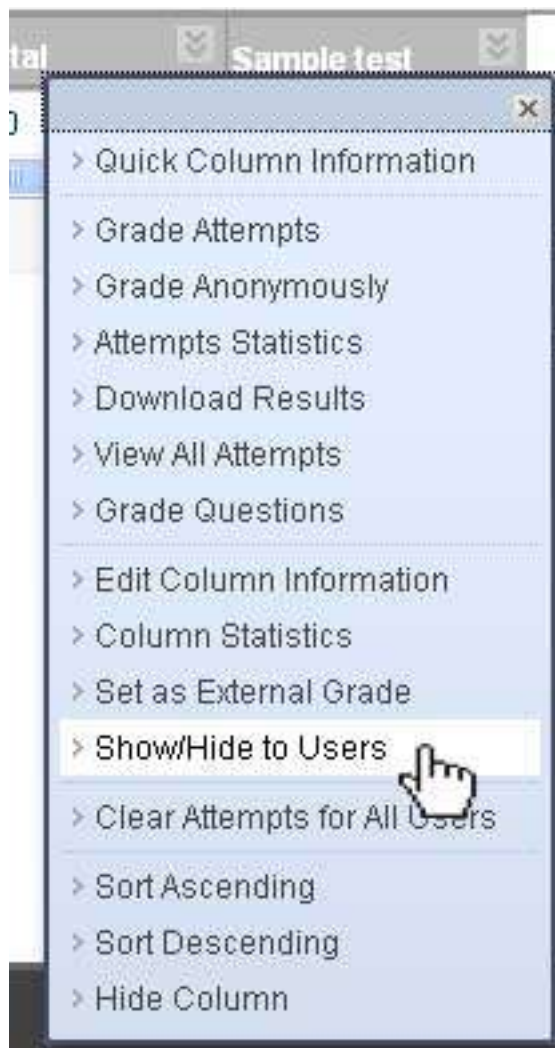 tal
Sample test
Quick Column Information
Grade Attempts
Grade Anonymously
Attempts Statistics
Download Results
View All Attempts
Grade Questions
Edit Column Information
Column Statistics
Set as External Grade
Show/Hide to Users
Clear Attempts for All Users
Sort Ascending
Sort Descending
Hide Column